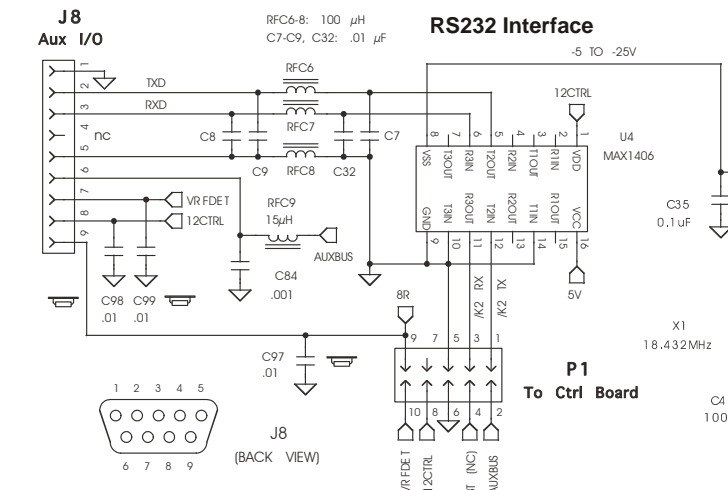 J8
Aux I/O
RFC6-8: 100 µH
C7-C9, C32: .01 µF
RS232 Interface
-5 TO -25V
1
2
3
4
5
6
7
8
9
TXD
RXD
nc
RFC6
RFC7
RFC8
C8
C9
C32
C7
12CTRL
U4
MAX1406
8 7 6 5 4 3 2 1
VSS T3OUT R3IN T2OUT R2IN T1OUT R1IN VDD
GND T3IN R3OUT T2IN R2OUT T1IN R1OUT VCC
9 10 11 12 13 14 15 16
5V
C35
0.1uF
VRFDET
12CTRL
RFC9
15µH
AUXBUS
C84
.001
C98
.01
C99
.01
C97
.01
8R
/K2 RX
/K2 TX
9 7 5 3 1
10 8 6 4 2
P1
To Ctrl Board
VRFDET
12CTRL
(NC)
AUXBUS
X1
18.432MHz
C4
100
1 2 3 4 5
6 7 8 9
J8
(BACK VIEW)